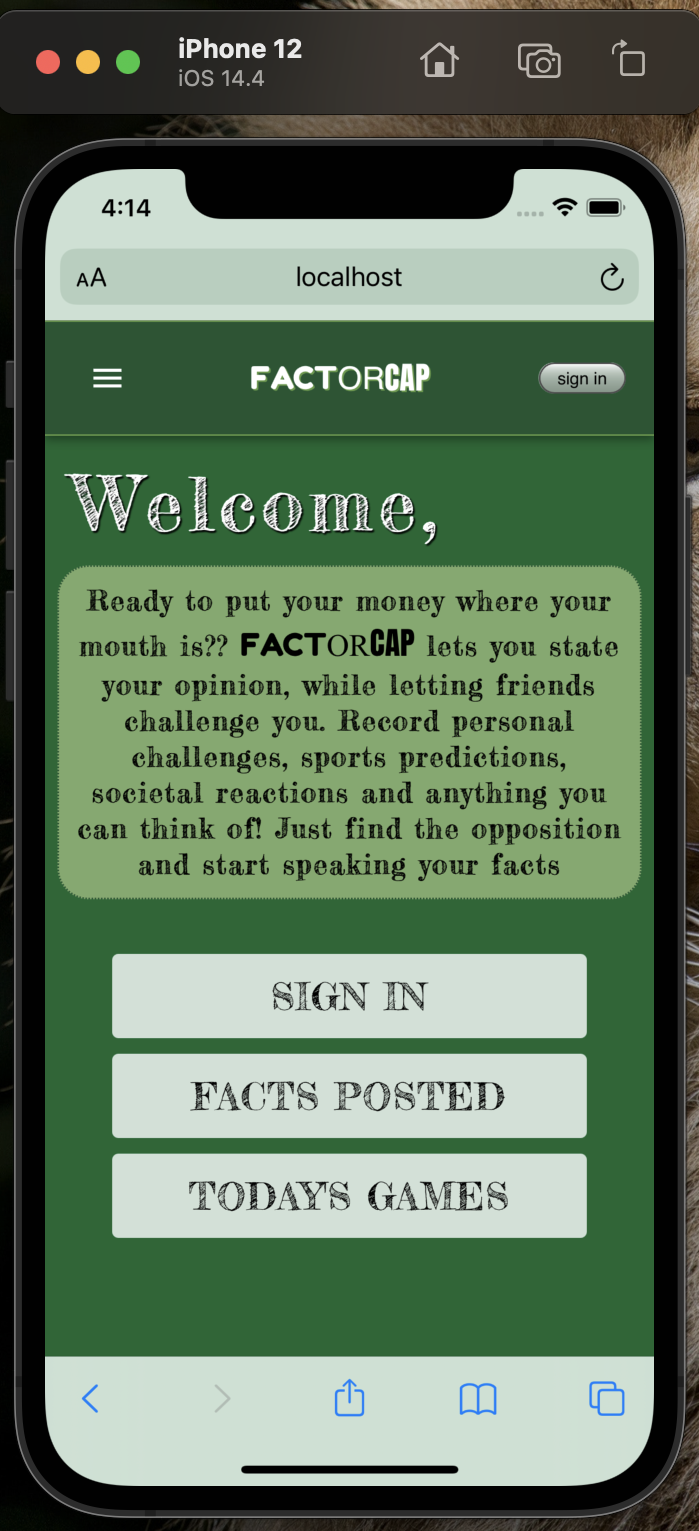 iPhone 12
iOS 14.4
4:14
AA
localhost
FACTORCAP
sign in
Welcome,
Ready to put your money where your
mouth is?? FACTORCAP lets you state
your opinion, while letting friends
challenge you. Record personal
challenges, sports predictions,
societal reactions and anything you
can think of! Just find the opposition
and start speaking your facts
SIGN IN
FACTS POSTED
TODAY'S GAMES